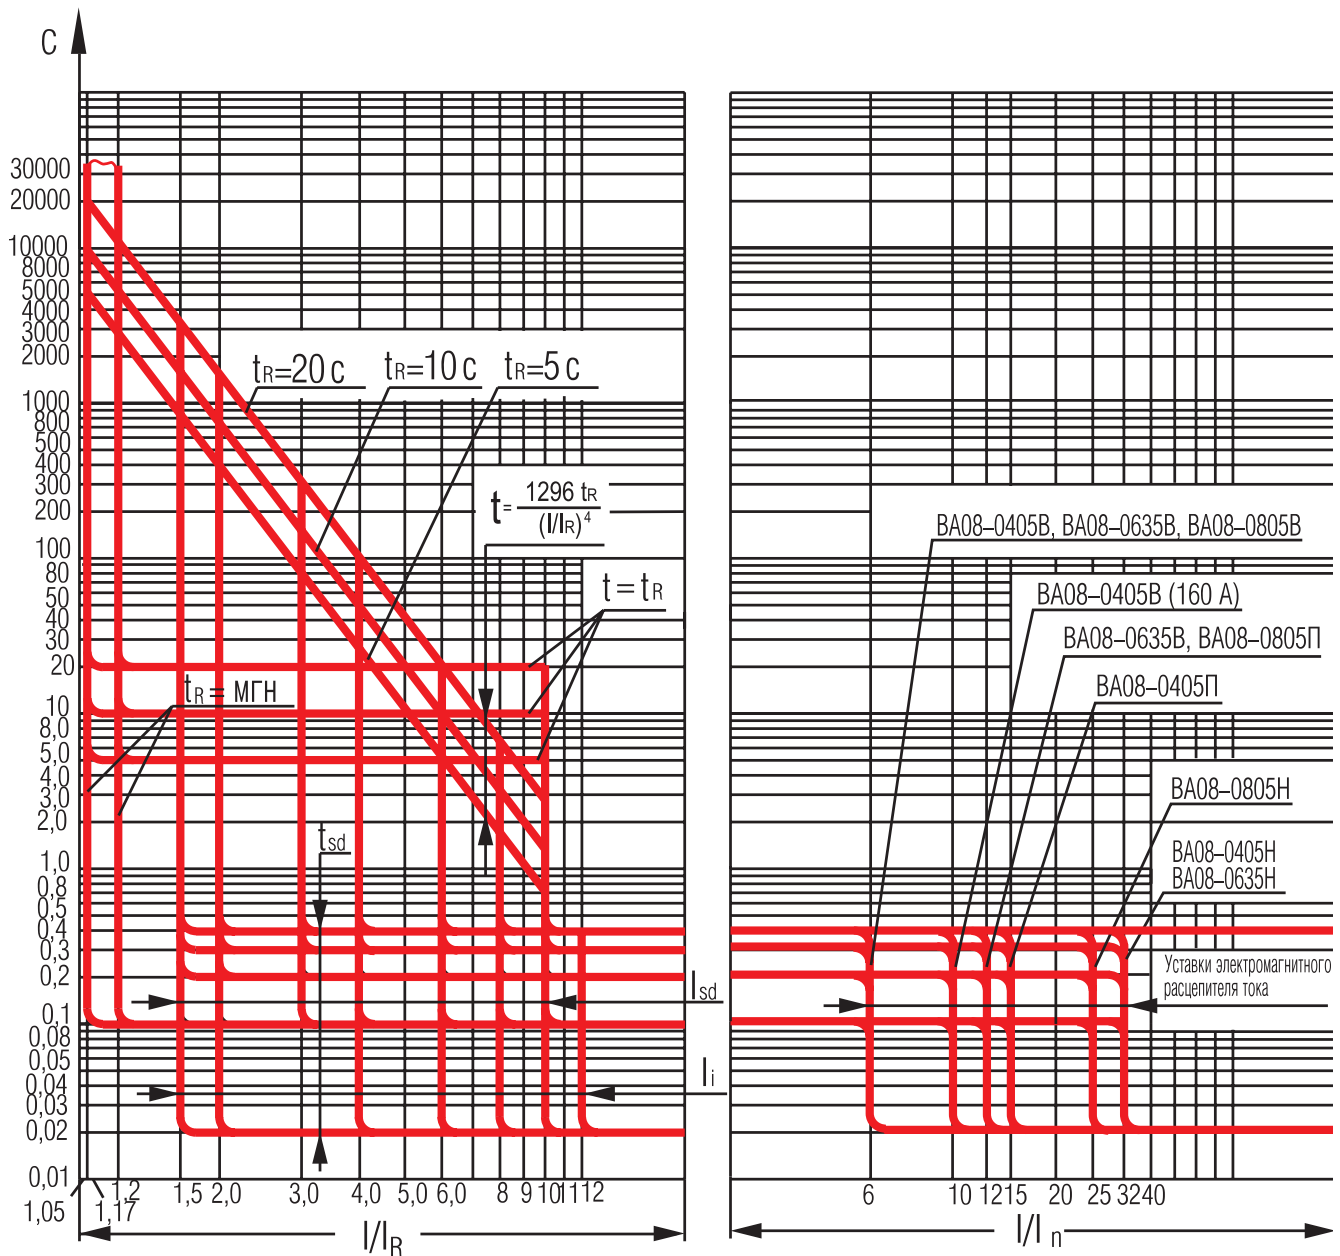 С
30000
20000
10000
8000
5000
4000
3000
2000
1000
800
500
400
300
200
100
80
50
40
30
20
10
8,0
5,0
4,0
3,0
2,0
1,0
0,8
0,5
0,4
0,3
0,2
0,1
0,08
0,05
0,04
0,03
0,02
0,01
tR=20 с
tR=10 с
tR=5 с
t= 1296 tR
(I/IR)4
t = tR
tR = МГН
tsd
Isd
Ii
1,05
1,17
1,2
1,5
2,0
3,0
4,0
5,0
6,0
8
9
10
11
12
I/IR
ВА08–0405В, ВА08–0635В, ВА08–0805В
ВА08–0405В (160 А)
ВА08–0635В, ВА08–0805П
ВА08–0405П
ВА08–0805Н
ВА08–0405Н
ВА08–0635Н
Уставки электромагнитного
расцепителя тока
6
10
12
15
20
25
32
40
I/I n